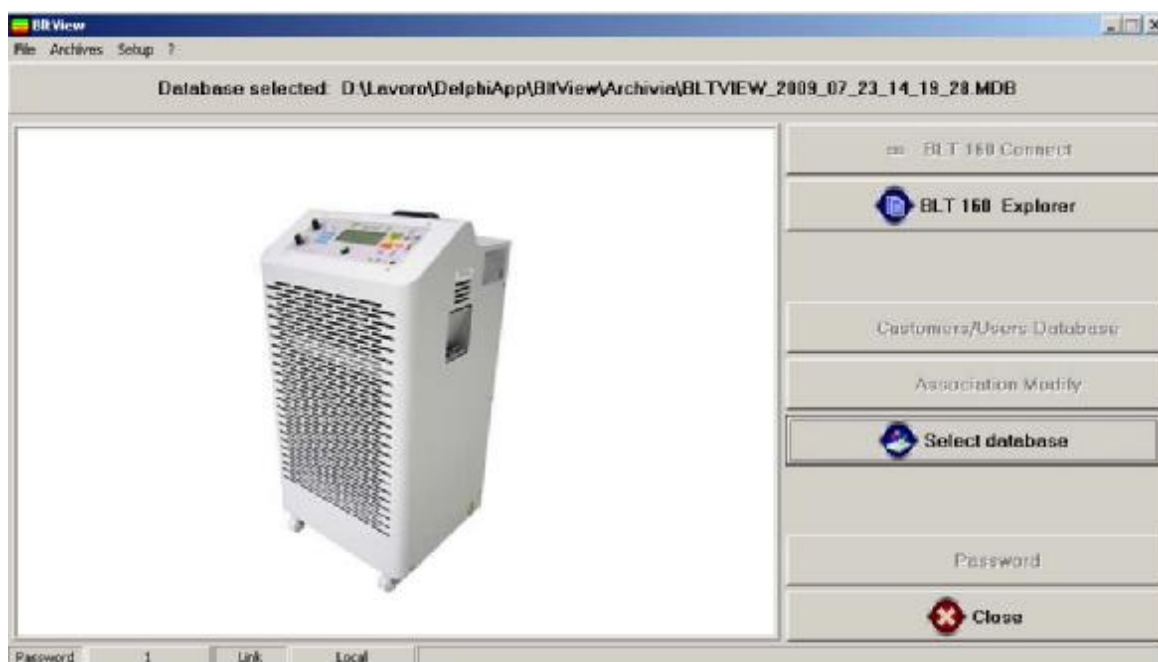 BltView
File Archives Setup ?
Database selected: D:\Lavoro\DelphiApp\BltView\Archivia\BLTVIEW_2009_07_23_14_19_28.MDB
BLT 160 Connect
BLT 160 Explorer
Customers/Users Database
Association Modify
Select database
Password
Close
Password 1 Link Local